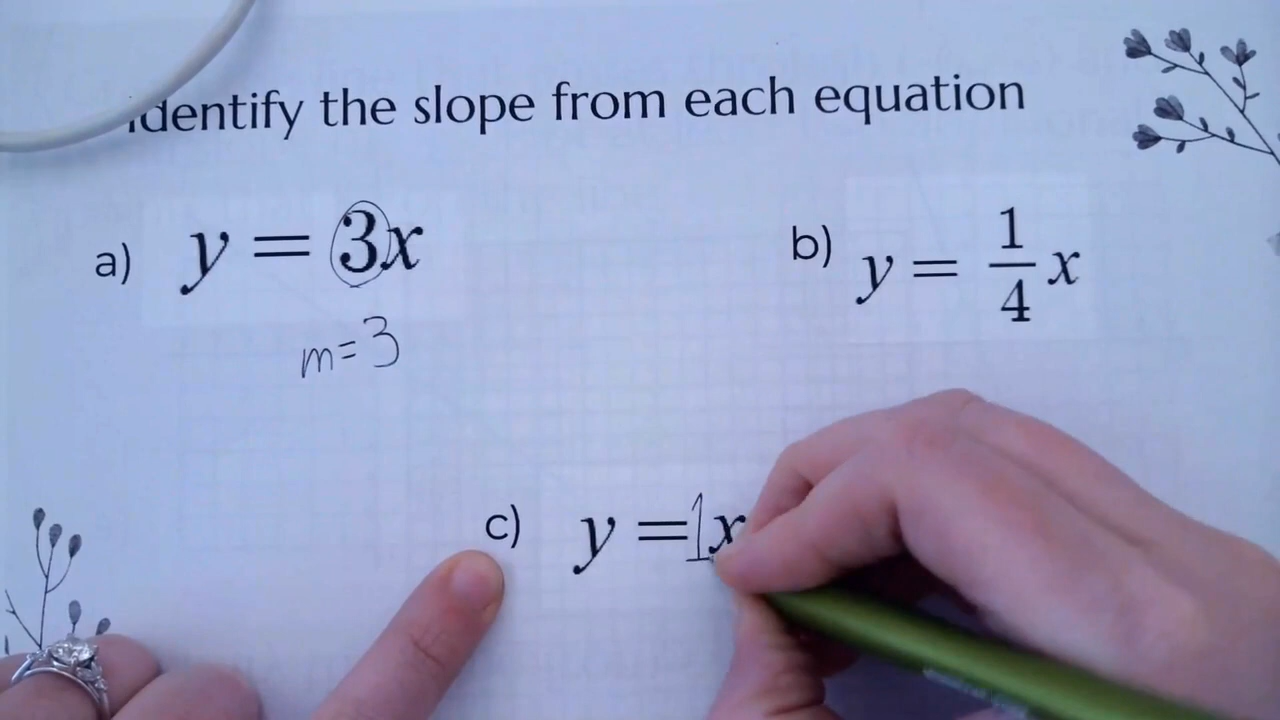 identify the slope from each equation
a) y = 3x
m=3
b) y = 1/4 x
c) y = 1x